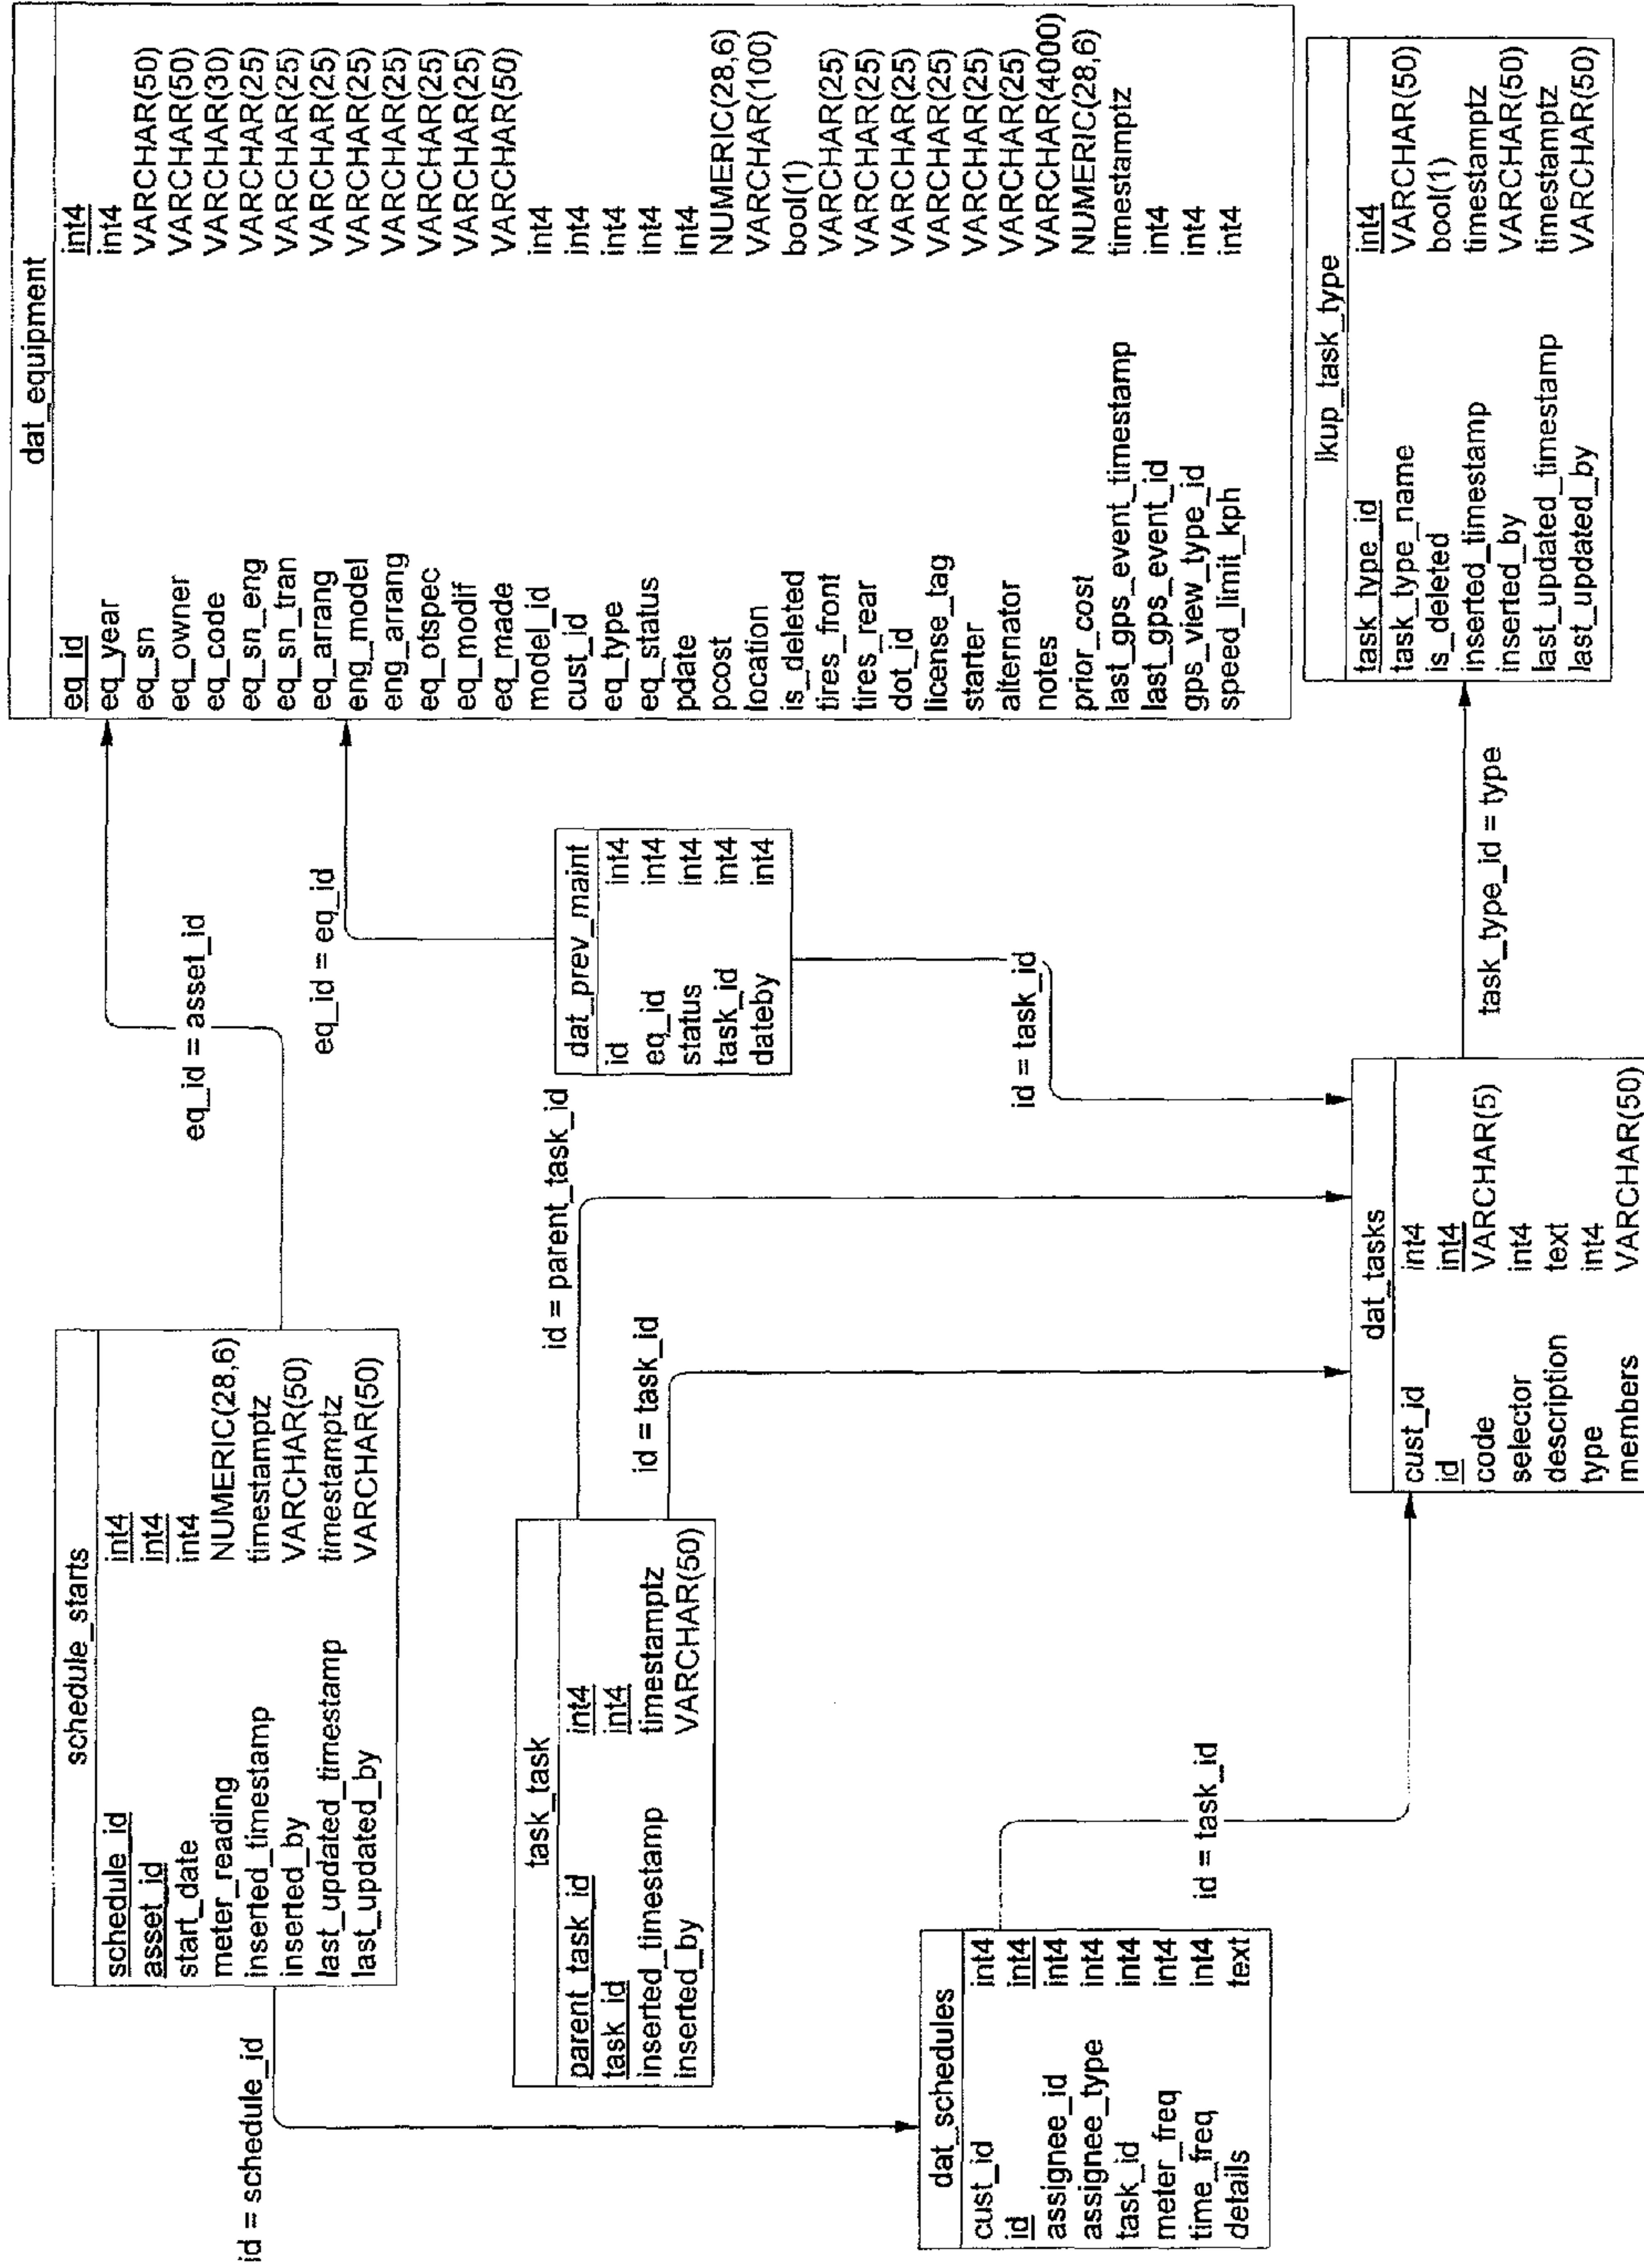 id = schedule_id
schedule_starts
schedule_id int4
asset_id int4
start_date int4
meter_reading NUMERIC(28,6)
inserted_timestamp timestamptz
inserted_by VARCHAR(50)
last_updated_timestamp timestamptz
last_updated_by VARCHAR(50)
eq_id = asset_id
eq_id = eq_id
dat_equipment
eq_id int4
eq_year int4
eq_sn VARCHAR(50)
eq_owner VARCHAR(50)
eq_code VARCHAR(30)
eq_sn_eng VARCHAR(25)
eq_sn_tran VARCHAR(25)
eq_arrang VARCHAR(25)
eng_model VARCHAR(25)
eng_arrang VARCHAR(25)
eq_otspec VARCHAR(25)
eq_modif VARCHAR(25)
eq_made VARCHAR(50)
model_id int4
cust_id int4
eq_type int4
eq_status int4
pdate int4
pcost NUMERIC(28,6)
location VARCHAR(100)
is_deleted bool(1)
tires_front VARCHAR(25)
tires_rear VARCHAR(25)
dot_id VARCHAR(25)
license_tag VARCHAR(25)
starter VARCHAR(25)
alternator VARCHAR(25)
notes VARCHAR(4000)
prior_cost NUMERIC(28,6)
last_gps_event_timestamp timestamptz
last_gps_event_id int4
gps_view_type_id int4
speed_limit_kph int4
task_task
parent_task_id int4
task_id int4
inserted_timestamp timestamptz
inserted_by VARCHAR(50)
id = parent_task_id
id = task_id
dat_prev_maint
id int4
eq_id int4
status int4
task_id int4
dateby int4
id = task_id
dat_schedules
cust_id int4
id int4
assignee_id int4
assignee_type int4
task_id int4
meter_freq int4
time_freq int4
details text
id = task_id
dat_tasks
cust_id int4
id int4
code VARCHAR(5)
selector int4
description text
type int4
members VARCHAR(50)
task_type_id = type
lkup_task_type
task_type_id int4
task_type_name VARCHAR(50)
is_deleted bool(1)
inserted_timestamp timestamptz
inserted_by VARCHAR(50)
last_updated_timestamp timestamptz
last_updated_by VARCHAR(50)